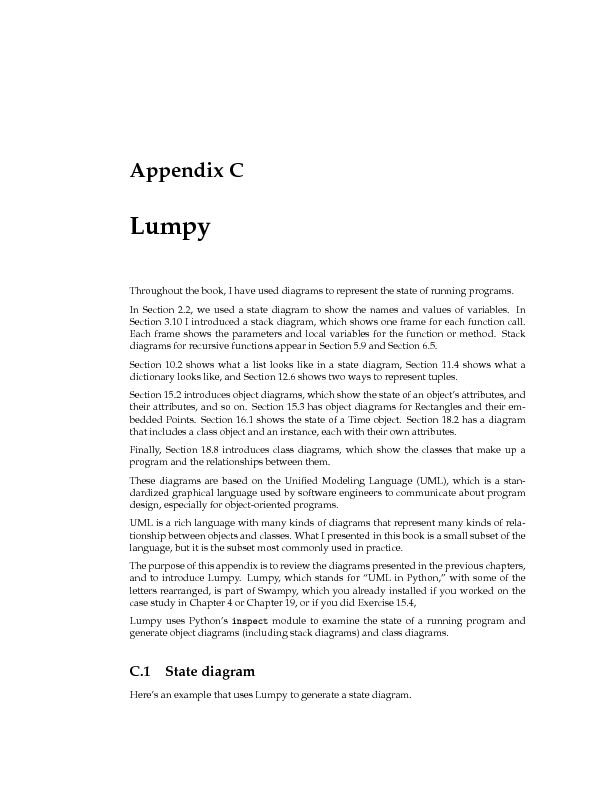 Appendix C
Lumpy
Throughout the book, I have used diagrams to represent the state of running programs.
In Section 2.2, we used a state diagram to show the names and values of variables. In
Section 3.10 I introduced a stack diagram, which shows one frame for each function call.
Each frame shows the parameters and local variables for the function or method. Stack
diagrams for recursive functions appear in Section 5.9 and Section 6.5.
Section 10.2 shows what a list looks like in a state diagram, Section 11.4 shows what a
dictionary looks like, and Section 12.6 shows two ways to represent tuples.
Section 15.2 introduces object diagrams, which show the state of an object's attributes, and
their attributes, and so on. Section 15.3 has object diagrams for Rectangles and their em-
bedded Points. Section 16.1 shows the state of a Time object. Section 18.2 has a diagram
that includes a class object and an instance, each with their own attributes.
Finally, Section 18.8 introduces class diagrams, which show the classes that make up a
program and the relationships between them.
These diagrams are based on the Unified Modeling Language (UML), which is a stan-
dardized graphical language used by software engineers to communicate about program
design, especially for object-oriented programs.
UML is a rich language with many kinds of diagrams that represent many kinds of rela-
tionship between objects and classes. What I presented in this book is a small subset of the
language, but it is the subset most commonly used in practice.
The purpose of this appendix is to review the diagrams presented in the previous chapters,
and to introduce Lumpy. Lumpy, which stands for "UML in Python," with some of the
letters rearranged, is part of Swampy, which you already installed if you worked on the
case study in Chapter 4 or Chapter 19, or if you did Exercise 15.4,
Lumpy uses Python's inspect module to examine the state of a running program and
generate object diagrams (including stack diagrams) and class diagrams.
C.1 State diagram
Here's an example that uses Lumpy to generate a state diagram.